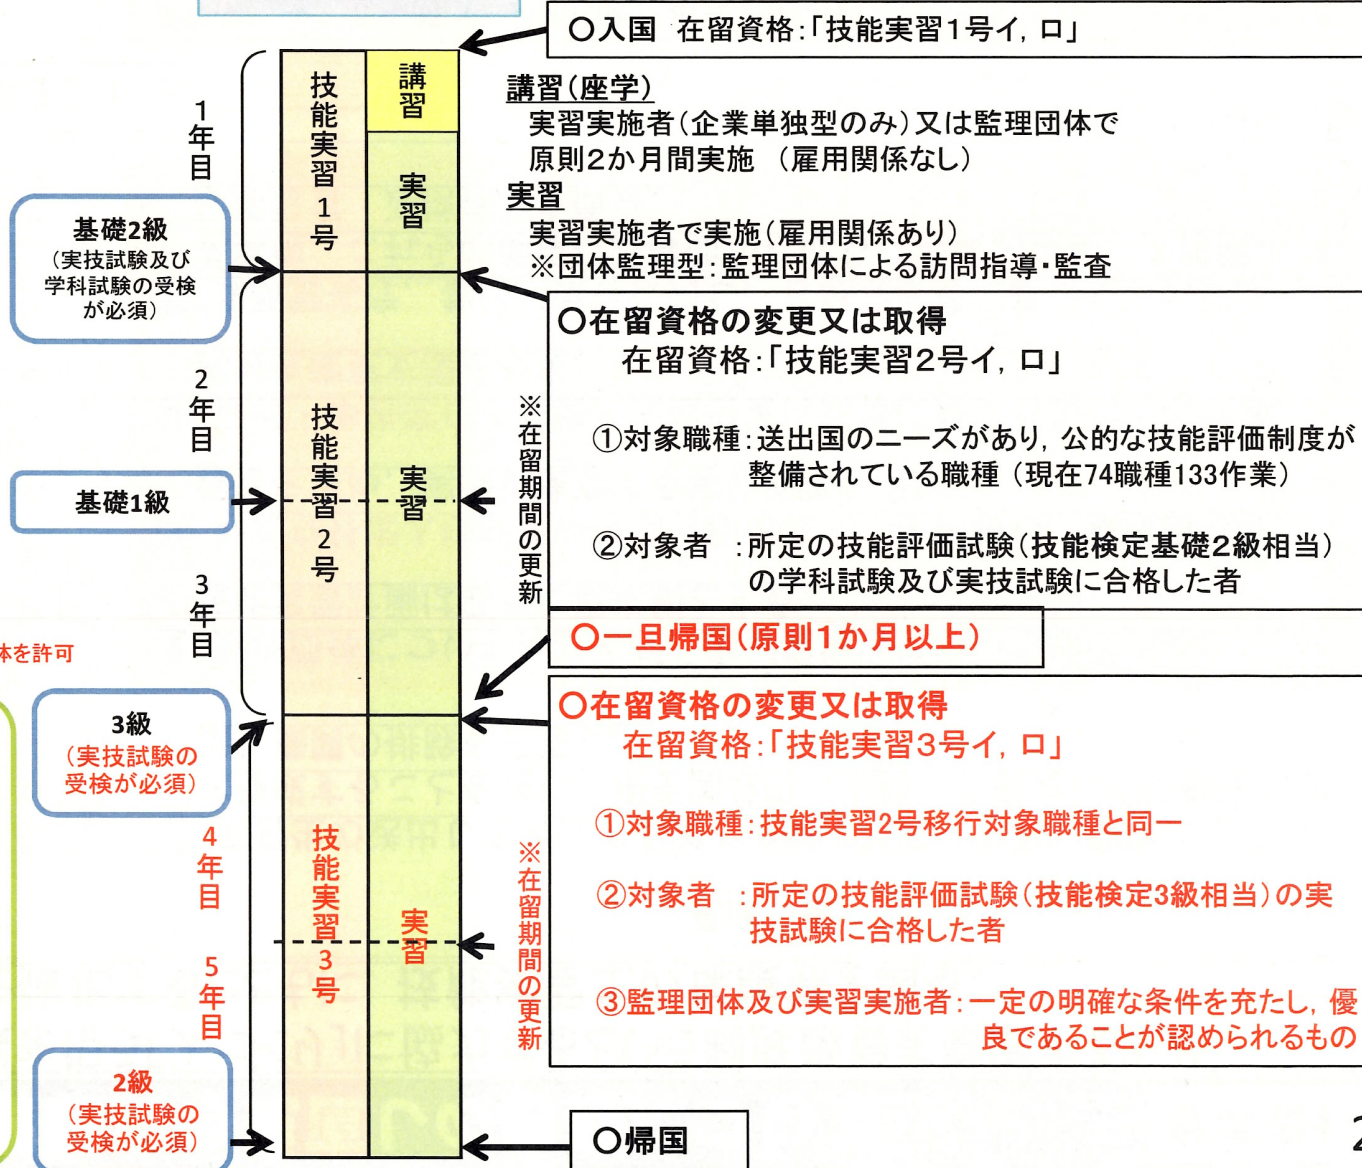 ○入国 在留資格：「技能実習1号イ，ロ」
講習（座学）
実習実施者（企業単独型のみ）又は監理団体で
原則2か月間実施 （雇用関係なし）
実習
実習実施者で実施（雇用関係あり）
※団体監理型：監理団体による訪問指導・監査
1年目
技能実習1号
講習
実習
基礎2級
（実技試験及び
学科試験の受検
が必須）
○在留資格の変更又は取得
在留資格：「技能実習2号イ，ロ」
①対象職種：送出国のニーズがあり，公的な技能評価制度が
整備されている職種（現在74職種133作業）
②対象者 ：所定の技能評価試験（技能検定基礎2級相当）
の学科試験及び実技試験に合格した者
2年目
技能実習2号
実習
※在留期間の更新
基礎1級
3年目
○一旦帰国（原則1か月以上）
体を許可
3級
（実技試験の
受検が必須）
○在留資格の変更又は取得
在留資格：「技能実習3号イ，ロ」
①対象職種：技能実習2号移行対象職種と同一
②対象者 ：所定の技能評価試験（技能検定3級相当）の実
技試験に合格した者
③監理団体及び実習実施者：一定の明確な条件を充たし，優
良であることが認められるもの
4年目
技能実習3号
実習
※在留期間の更新
5年目
2級
（実技試験の
受検が必須）
○帰国
2